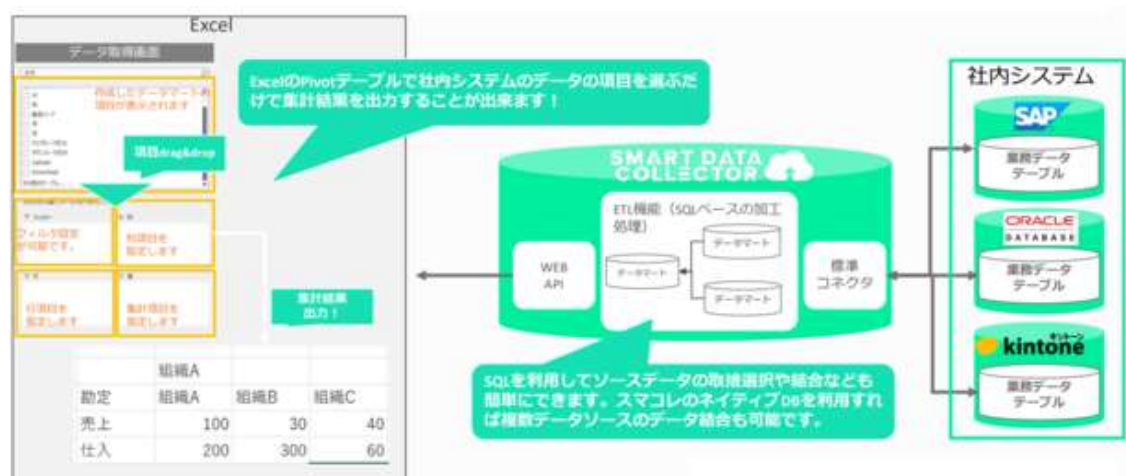 Excel
データ取得画面
作成したデータマートの
項目が表示されます
項目drag&drop
フィルタ設定
が可能です。
列項目を
指定します
行項目を
指定します
集計項目を
指定します
集計結果
出力！
組織A
勘定 組織A 組織B 組織C
売上 100 30 40
仕入 200 300 60
ExcelのPivotテーブルで社内システムのデータの項目を選ぶだ
けで集計結果を出力することが出来ます！
SMART DATA
COLLECTOR
ETL機能（SQLベースの加工
処理）
データマート
データマート
データマート
WEB
API
標準
コネクタ
SQLを利用してソースデータの取捨選択や結合なども
簡単にできます。スマコレのネイティブDBを利用すれ
ば複数データソースのデータ結合も可能です。
社内システム
SAP
業務データ
テーブル
ORACLE
DATABASE
業務データ
テーブル
キントーン
kintone
業務データ
テーブル